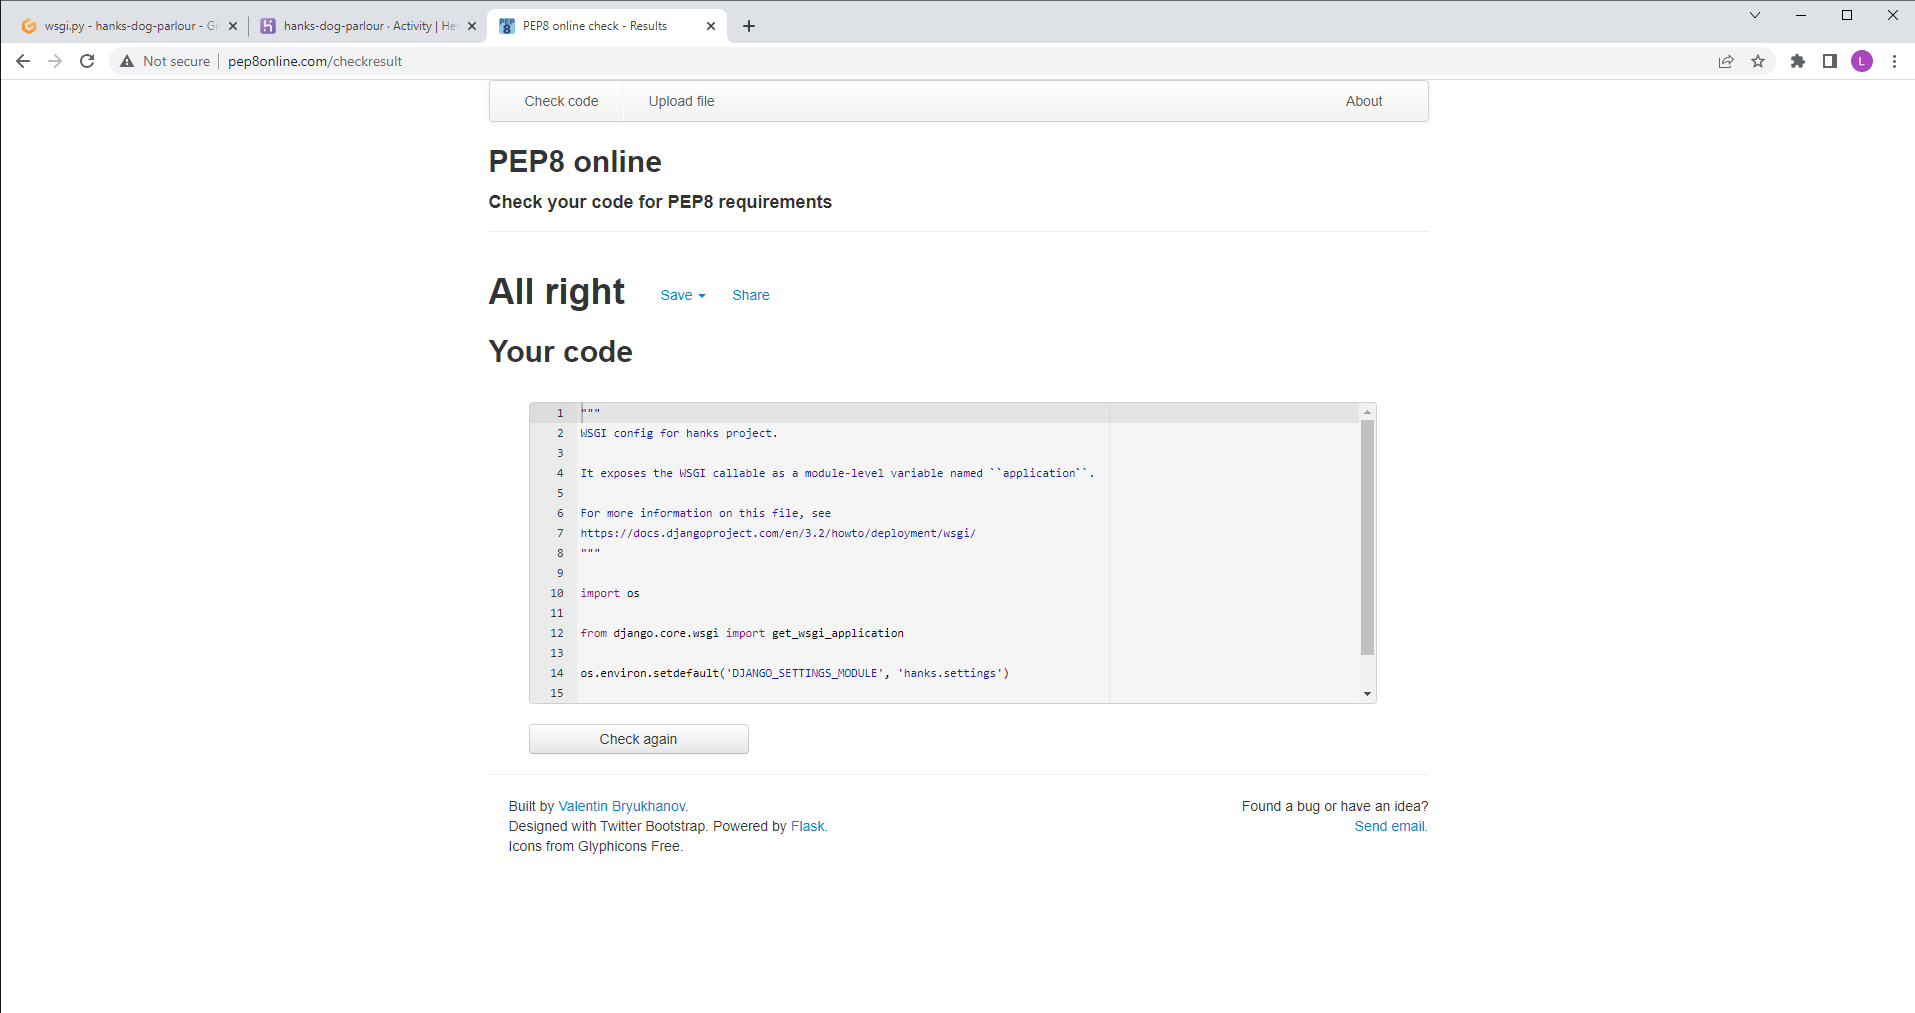 wsgi.py - hanks-dog-parlour - Gi
hanks-dog-parlour · Activity | He
PEP8 online check - Results
Not secure
pep8online.com/checkresult
L
Check code
Upload file
About
PEP8 online
Check your code for PEP8 requirements
All right
Save
Share
Your code
1 """
2 WSGI config for hanks project.
3
4 It exposes the WSGI callable as a module-level variable named ``application``.
5
6 For more information on this file, see
7 https://docs.djangoproject.com/en/3.2/howto/deployment/wsgi/
8 """
9
10 import os
11
12 from django.core.wsgi import get_wsgi_application
13
14 os.environ.setdefault('DJANGO_SETTINGS_MODULE', 'hanks.settings')
15
Check again
Built by Valentin Bryukhanov.
Designed with Twitter Bootstrap. Powered by Flask.
Icons from Glyphicons Free.
Found a bug or have an idea?
Send email.